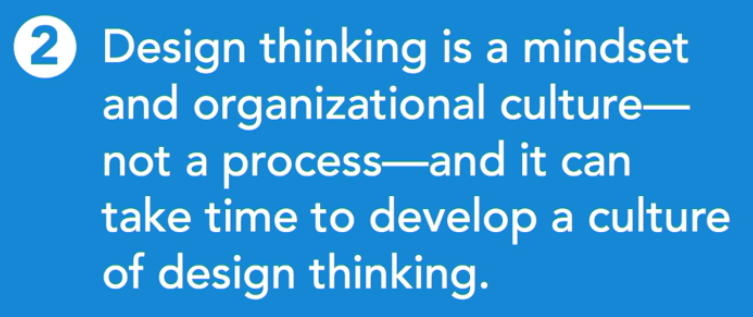 2 Design thinking is a mindset
and organizational culture—
not a process—and it can
take time to develop a culture
of design thinking.